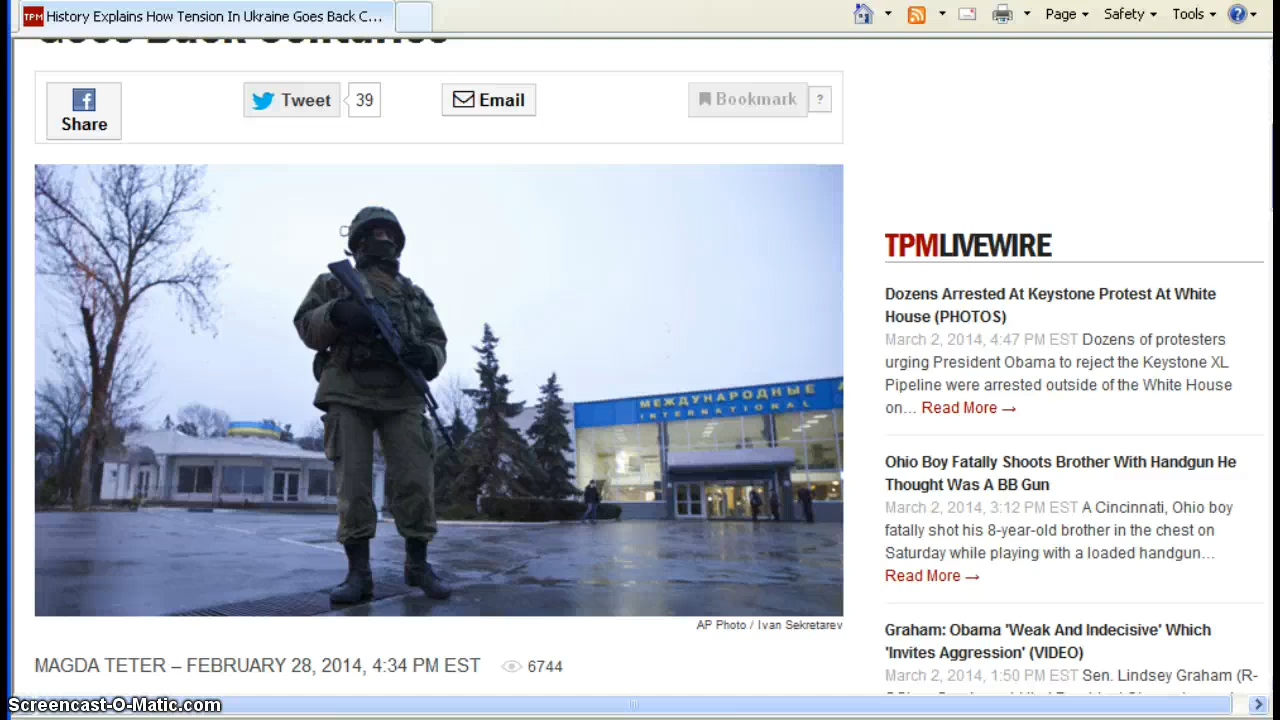 TPM History Explains How Tension In Ukraine Goes Back C...
Page
Safety
Tools
Goes Back Centuries
Share
Tweet
39
Email
Bookmark
?
МЕЖДУНАРОДНЫЕ
INTERNATIONAL
AP Photo / Ivan Sekretarev
MAGDA TETER – FEBRUARY 28, 2014, 4:34 PM EST
6744
TPMLIVEWIRE
Dozens Arrested At Keystone Protest At White
House (PHOTOS)
March 2, 2014, 4:47 PM EST Dozens of protesters
urging President Obama to reject the Keystone XL
Pipeline were arrested outside of the White House
on... Read More →
Ohio Boy Fatally Shoots Brother With Handgun He
Thought Was A BB Gun
March 2, 2014, 3:12 PM EST A Cincinnati, Ohio boy
fatally shot his 8-year-old brother in the chest on
Saturday while playing with a loaded handgun...
Read More →
Graham: Obama 'Weak And Indecisive' Which
'Invites Aggression' (VIDEO)
March 2, 2014, 1:50 PM EST Sen. Lindsey Graham (R-
Screencast-O-Matic.com